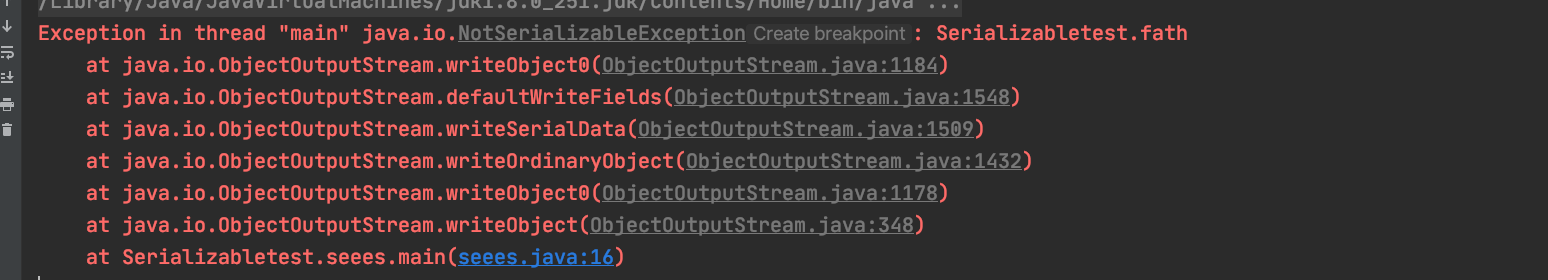 /Library/Java/JavaVirtualMachines/jdk1.8.0_251.jdk/Contents/Home/bin/java ...
Exception in thread "main" java.io.NotSerializableException Create breakpoint : Serializabletest.fath
at java.io.ObjectOutputStream.writeObject0(ObjectOutputStream.java:1184)
at java.io.ObjectOutputStream.defaultWriteFields(ObjectOutputStream.java:1548)
at java.io.ObjectOutputStream.writeSerialData(ObjectOutputStream.java:1509)
at java.io.ObjectOutputStream.writeOrdinaryObject(ObjectOutputStream.java:1432)
at java.io.ObjectOutputStream.writeObject0(ObjectOutputStream.java:1178)
at java.io.ObjectOutputStream.writeObject(ObjectOutputStream.java:348)
at Serializabletest.seees.main(seees.java:16)